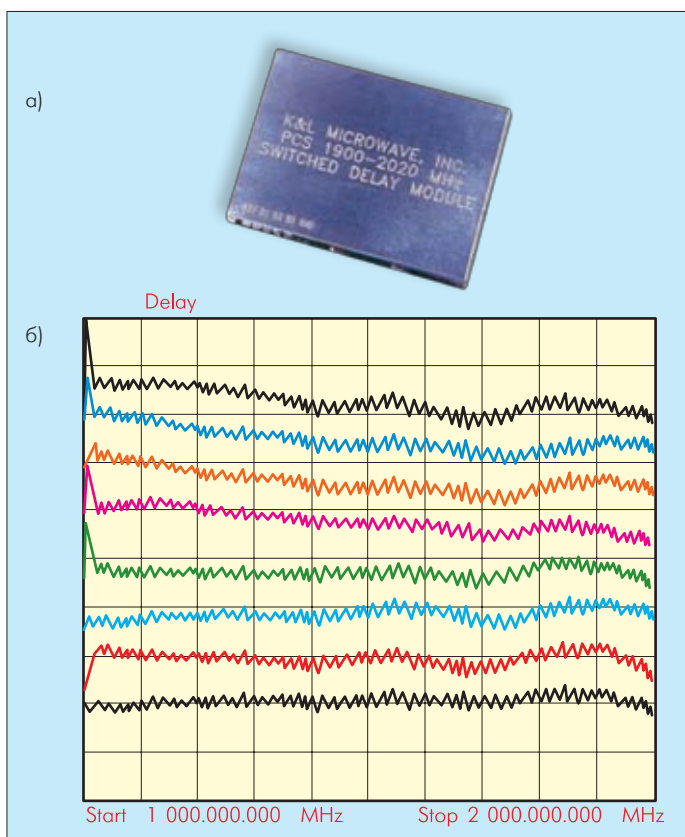 а)
K&L MICROWAVE, INC.
PCS 1900-2020 MHz
SWITCHED DELAY MODULE
Delay
б)
Start 1 000.000.000 MHz Stop 2 000.000.000 MHz